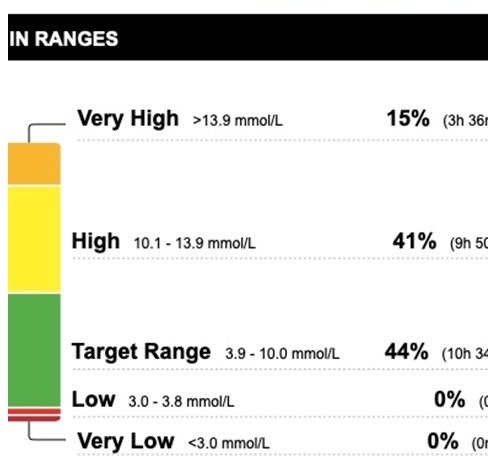 IN RANGES
Very High >13.9 mmol/L 15% (3h 36
High 10.1 - 13.9 mmol/L 41% (9h 50
Target Range 3.9 - 10.0 mmol/L 44% (10h 34
Low 3.0 - 3.8 mmol/L 0% (
Very Low <3.0 mmol/L 0% (0